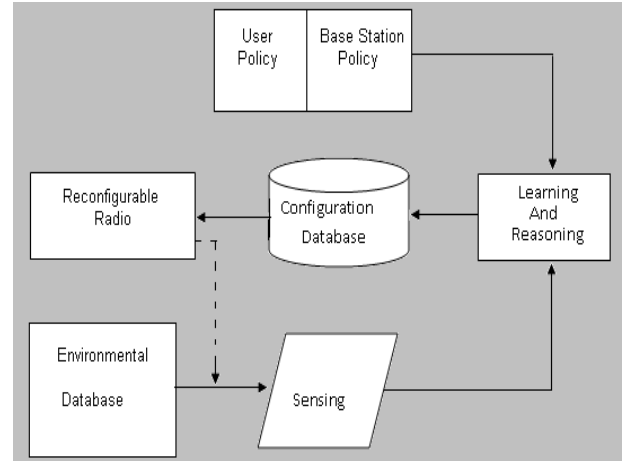 User
Policy
Base Station
Policy
Reconfigurable
Radio
Configuration
Database
Learning
And
Reasoning
Environmental
Database
Sensing